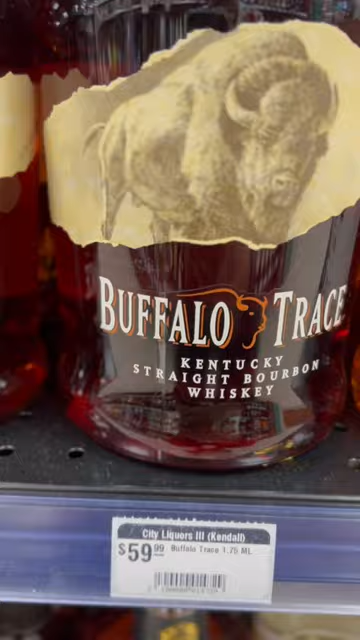 BUFFALO TRACE
KENTUCKY
STRAIGHT BOURBON
WHISKEY
City Liquors III (Kendall)
$59.99 Buffalo Trace 1.75 ML